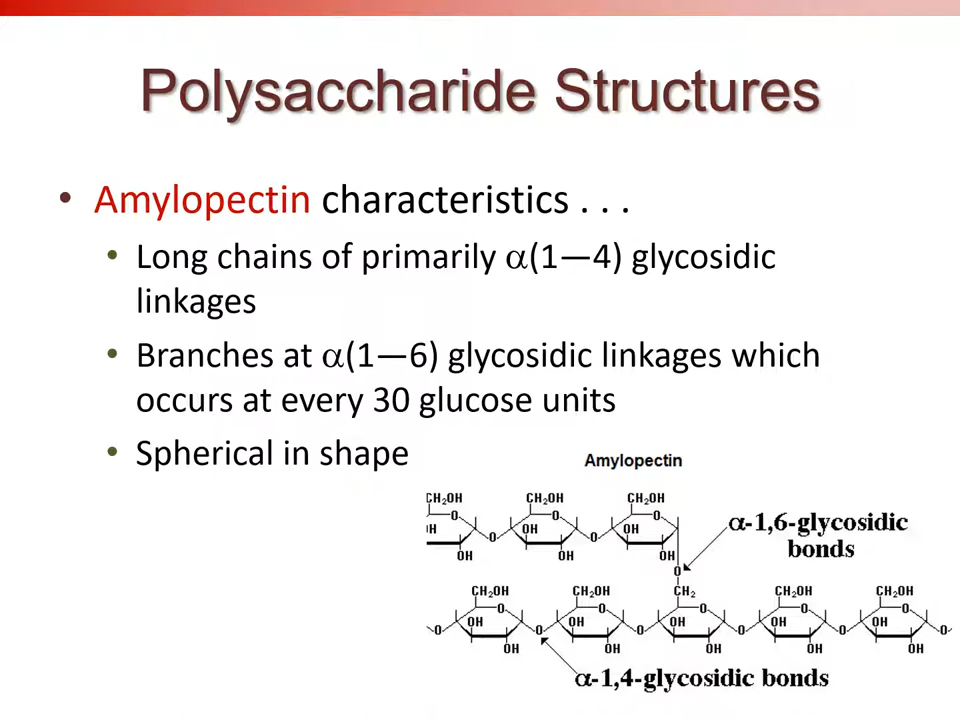 Polysaccharide Structures
• Amylopectin characteristics . . .
• Long chains of primarily α(1—4) glycosidic
linkages
• Branches at α(1—6) glycosidic linkages which
occurs at every 30 glucose units
• Spherical in shape
Amylopectin
CH₂OH CH₂OH CH₂OH
O O O
OH OH OH
O O
OH OH OH
α-1,6-glycosidic
bonds
O
CH₂OH CH₂OH CH₂ CH₂OH CH₂OH
O O O O O
OH OH OH OH OH
O O O O O O
OH OH OH OH OH
α-1,4-glycosidic bonds